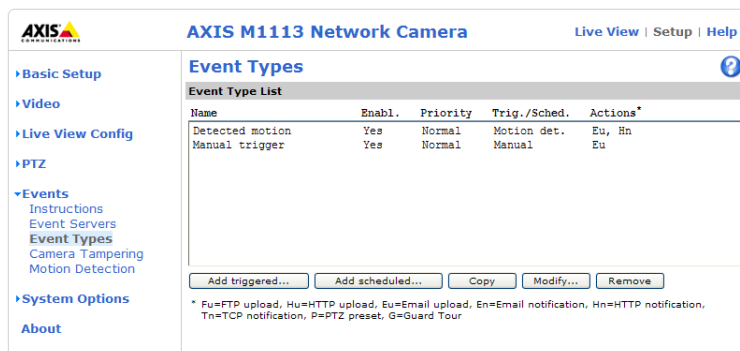 AXIS
COMMUNICATIONS
AXIS M1113 Network Camera
Live View | Setup | Help
Basic Setup
Video
Live View Config
PTZ
Events
Instructions
Event Servers
Event Types
Camera Tampering
Motion Detection
System Options
About
Event Types
?
Event Type List
Name Enabl. Priority Trig./Sched. Actions*
Detected motion Yes Normal Motion det. Eu, Hn
Manual trigger Yes Normal Manual Eu
Add triggered... Add scheduled... Copy Modify... Remove
* Fu=FTP upload, Hu=HTTP upload, Eu=Email upload, En=Email notification, Hn=HTTP notification,
Tn=TCP notification, P=PTZ preset, G=Guard Tour